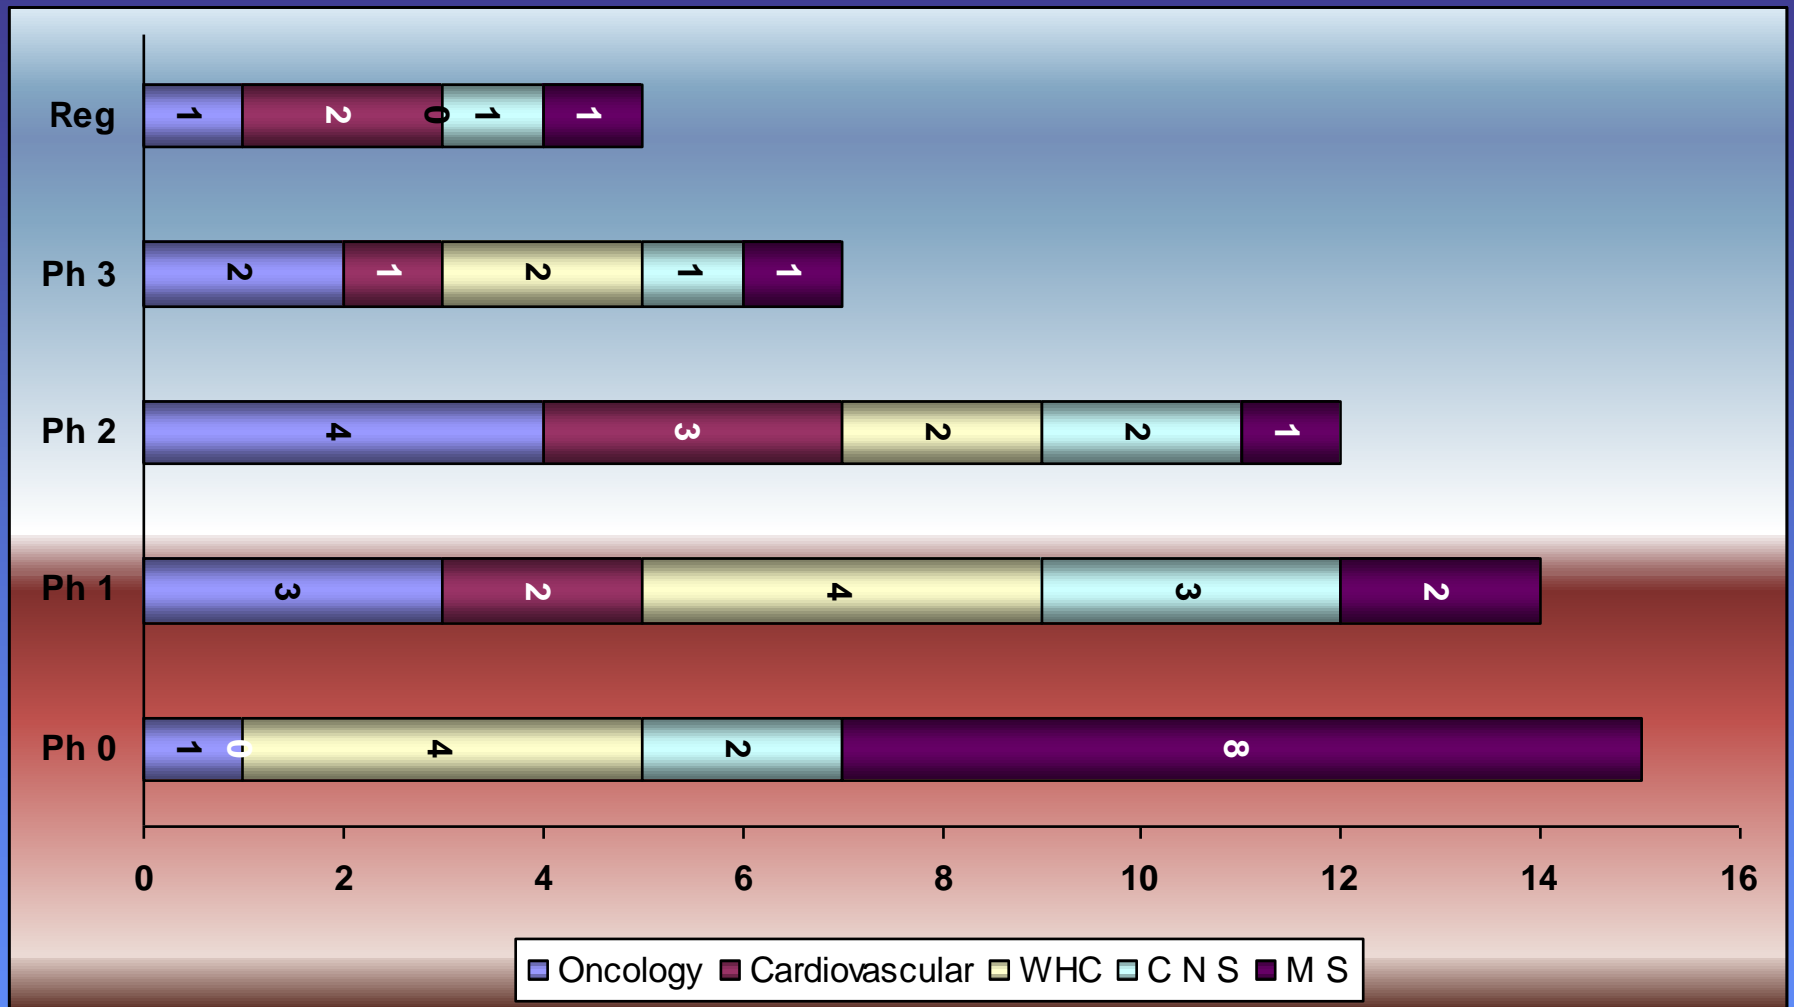 Reg 1 2 0 1 1
Ph 3 2 1 2 1 1
Ph 2 4 3 2 2 1
Ph 1 3 2 4 3 2
Ph 0 1 0 4 2 8
0 2 4 6 8 10 12 14 16
Oncology Cardiovascular WHC C N S M S